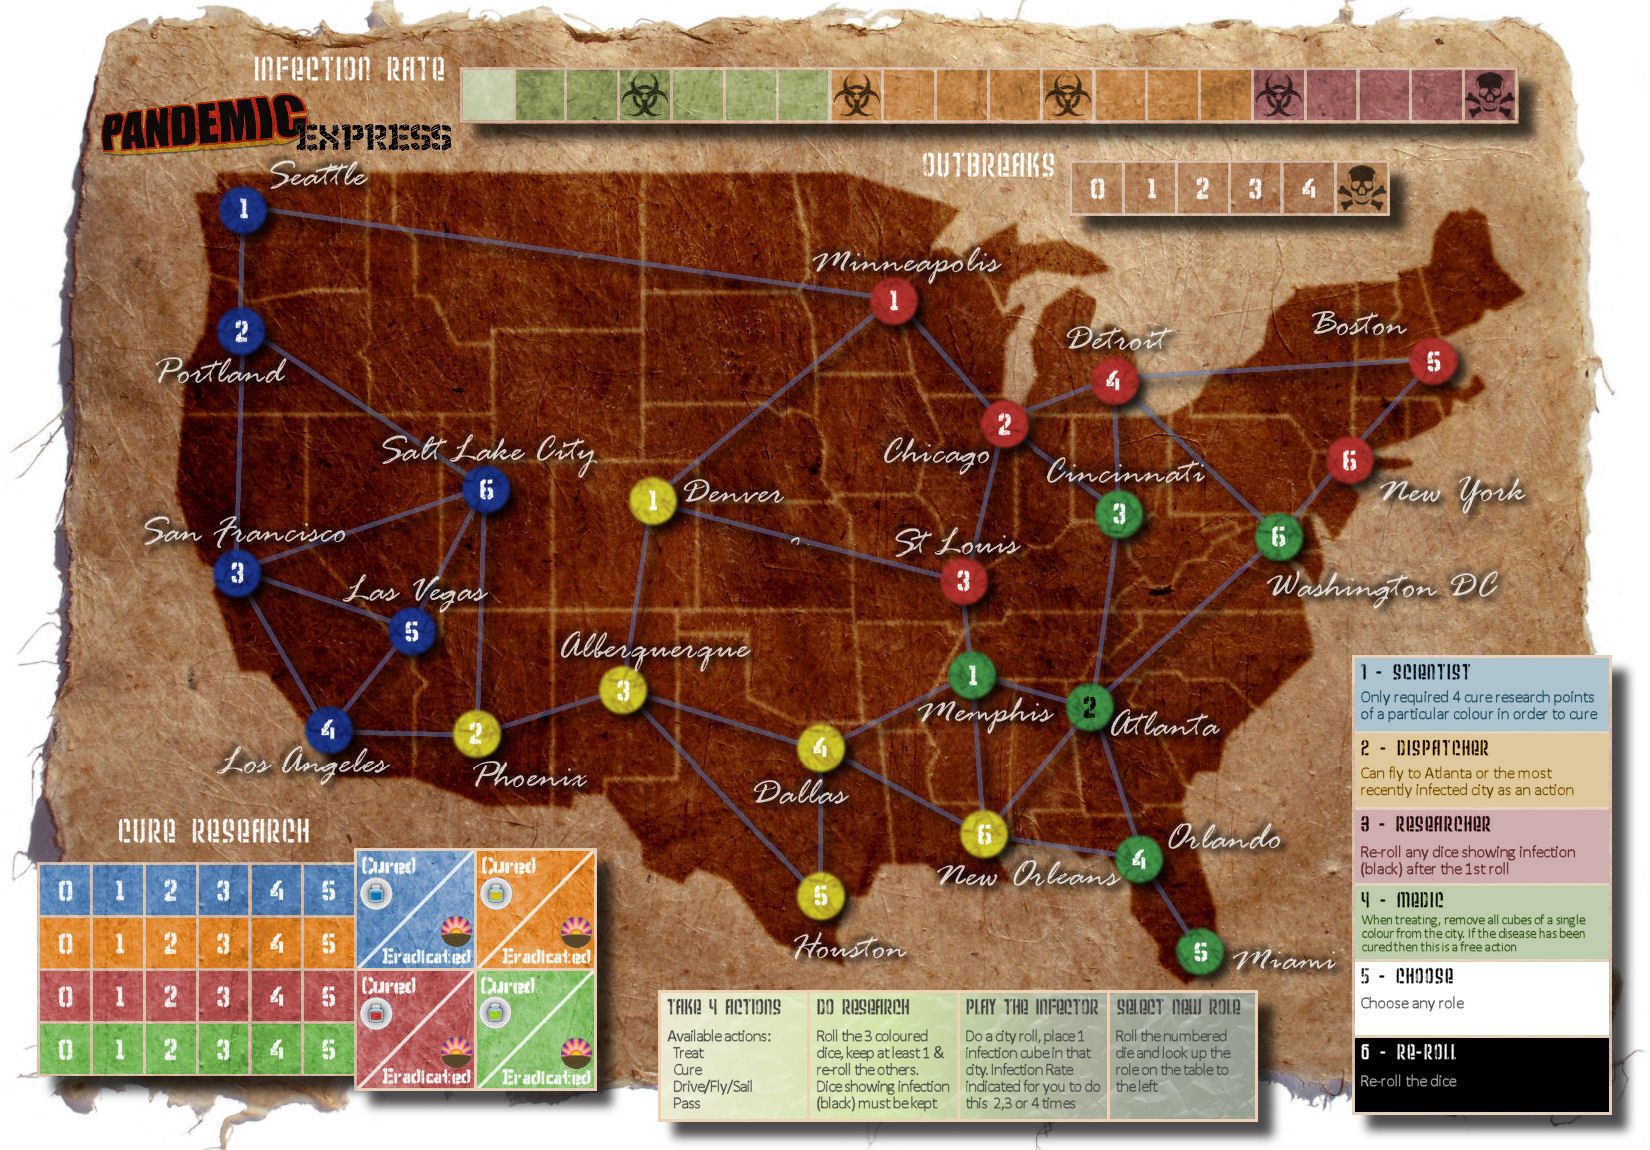 INFECTION RATE
PANDEMIC
EXPRESS
OUTBREAKS
0 1 2 3 4
Seattle
1
Minneapolis
1
2
Portland
Boston
5
Detroit
4
2
Chicago
Salt Lake City
6
Cincinnati
3
6
New York
1 Denver
San Francisco
3
St Louis
3
6
Washington DC
Las Vegas
5
Alberquerque
3
1
Memphis
2
Atlanta
4
Los Angeles
2
Phoenix
4
Dallas
6
New Orleans
Orlando
4
5
Houston
5 Miami
CURE RESEARCH
0 1 2 3 4 5
0 1 2 3 4 5
0 1 2 3 4 5
0 1 2 3 4 5
Cured
Eradicated
Cured
Eradicated
Cured
Eradicated
Cured
Eradicated
TAKE 4 ACTIONS
Available actions:
Treat
Cure
Drive/Fly/Sail
Pass
DO RESEARCH
Roll the 3 coloured
dice, keep at least 1 &
re-roll the others.
Dice showing infection
(black) must be kept
PLAY THE INFECTOR
Do a city roll, place 1
infection cube in that
city. Infection Rate
indicated for you to do
this 2,3 or 4 times
SELECT NEW ROLE
Roll the numbered
die and look up the
role on the table to
the left
1 - SCIENTIST
Only required 4 cure research points
of a particular colour in order to cure
2 - DISPATCHER
Can fly to Atlanta or the most
recently infected city as an action
3 - RESEARCHER
Re-roll any dice showing infection
(black) after the 1st roll
4 - MEDIC
When treating, remove all cubes of a single
colour from the city. If the disease has been
cured then this is a free action
5 - CHOOSE
Choose any role
6 - RE-ROLL
Re-roll the dice